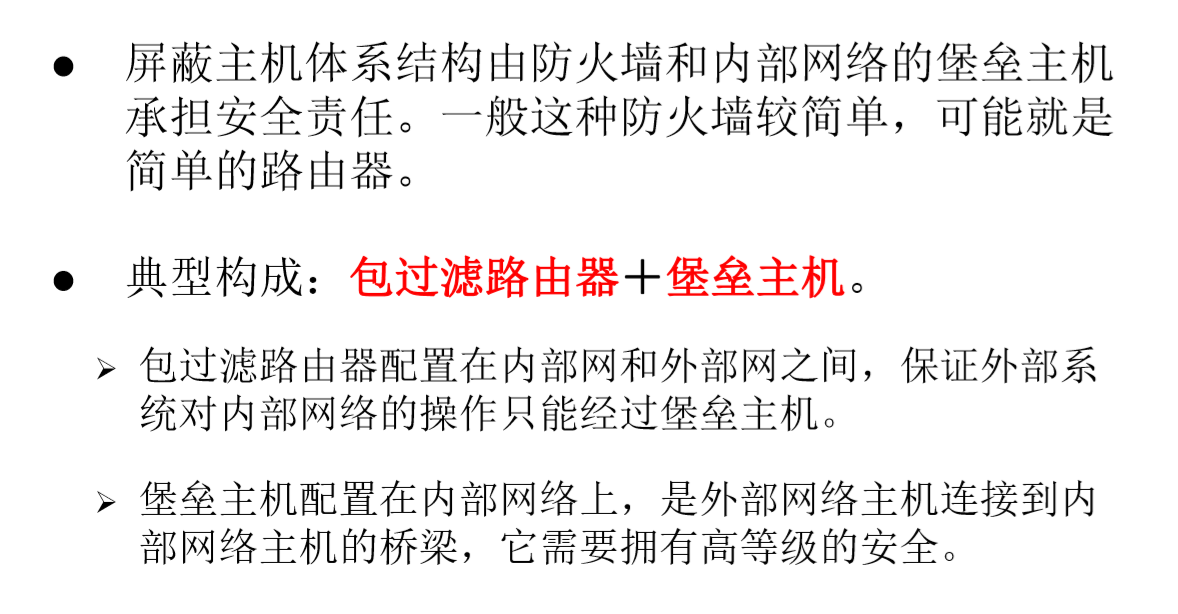 ● 屏蔽主机体系结构由防火墙和内部网络的堡垒主机
承担安全责任。一般这种防火墙较简单，可能就是
简单的路由器。
● 典型构成：包过滤路由器＋堡垒主机。
➢ 包过滤路由器配置在内部网和外部网之间，保证外部系
统对内部网络的操作只能经过堡垒主机。
➢ 堡垒主机配置在内部网络上，是外部网络主机连接到内
部网络主机的桥梁，它需要拥有高等级的安全。